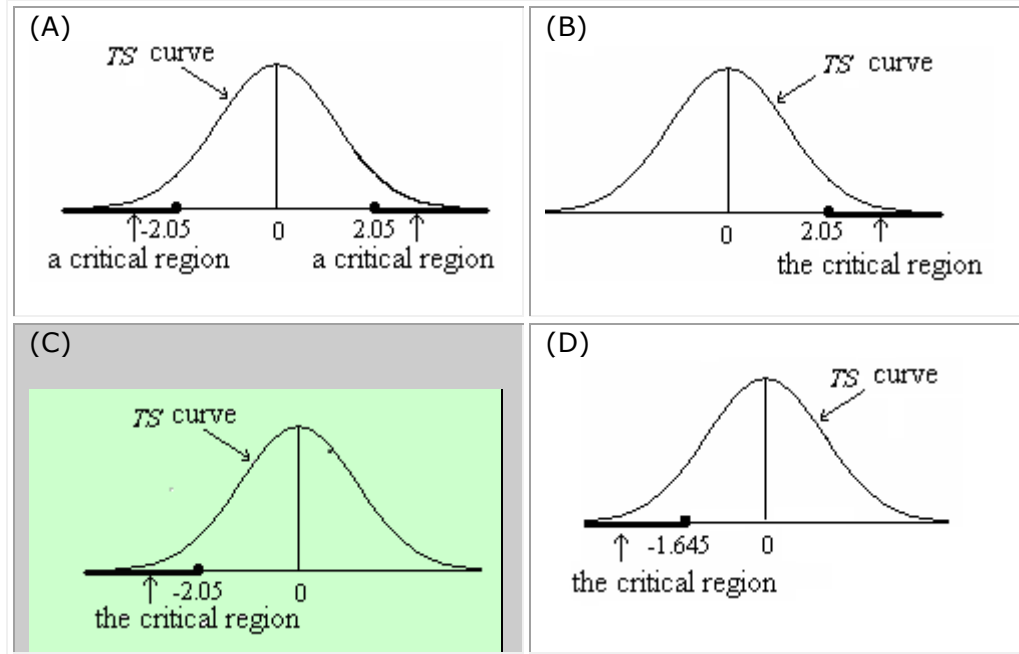 (A)
TS curve
-2.05 0 2.05
a critical region a critical region
(B)
TS curve
0 2.05
the critical region
(C)
TS curve
-2.05 0
the critical region
(D)
TS curve
-1.645 0
the critical region